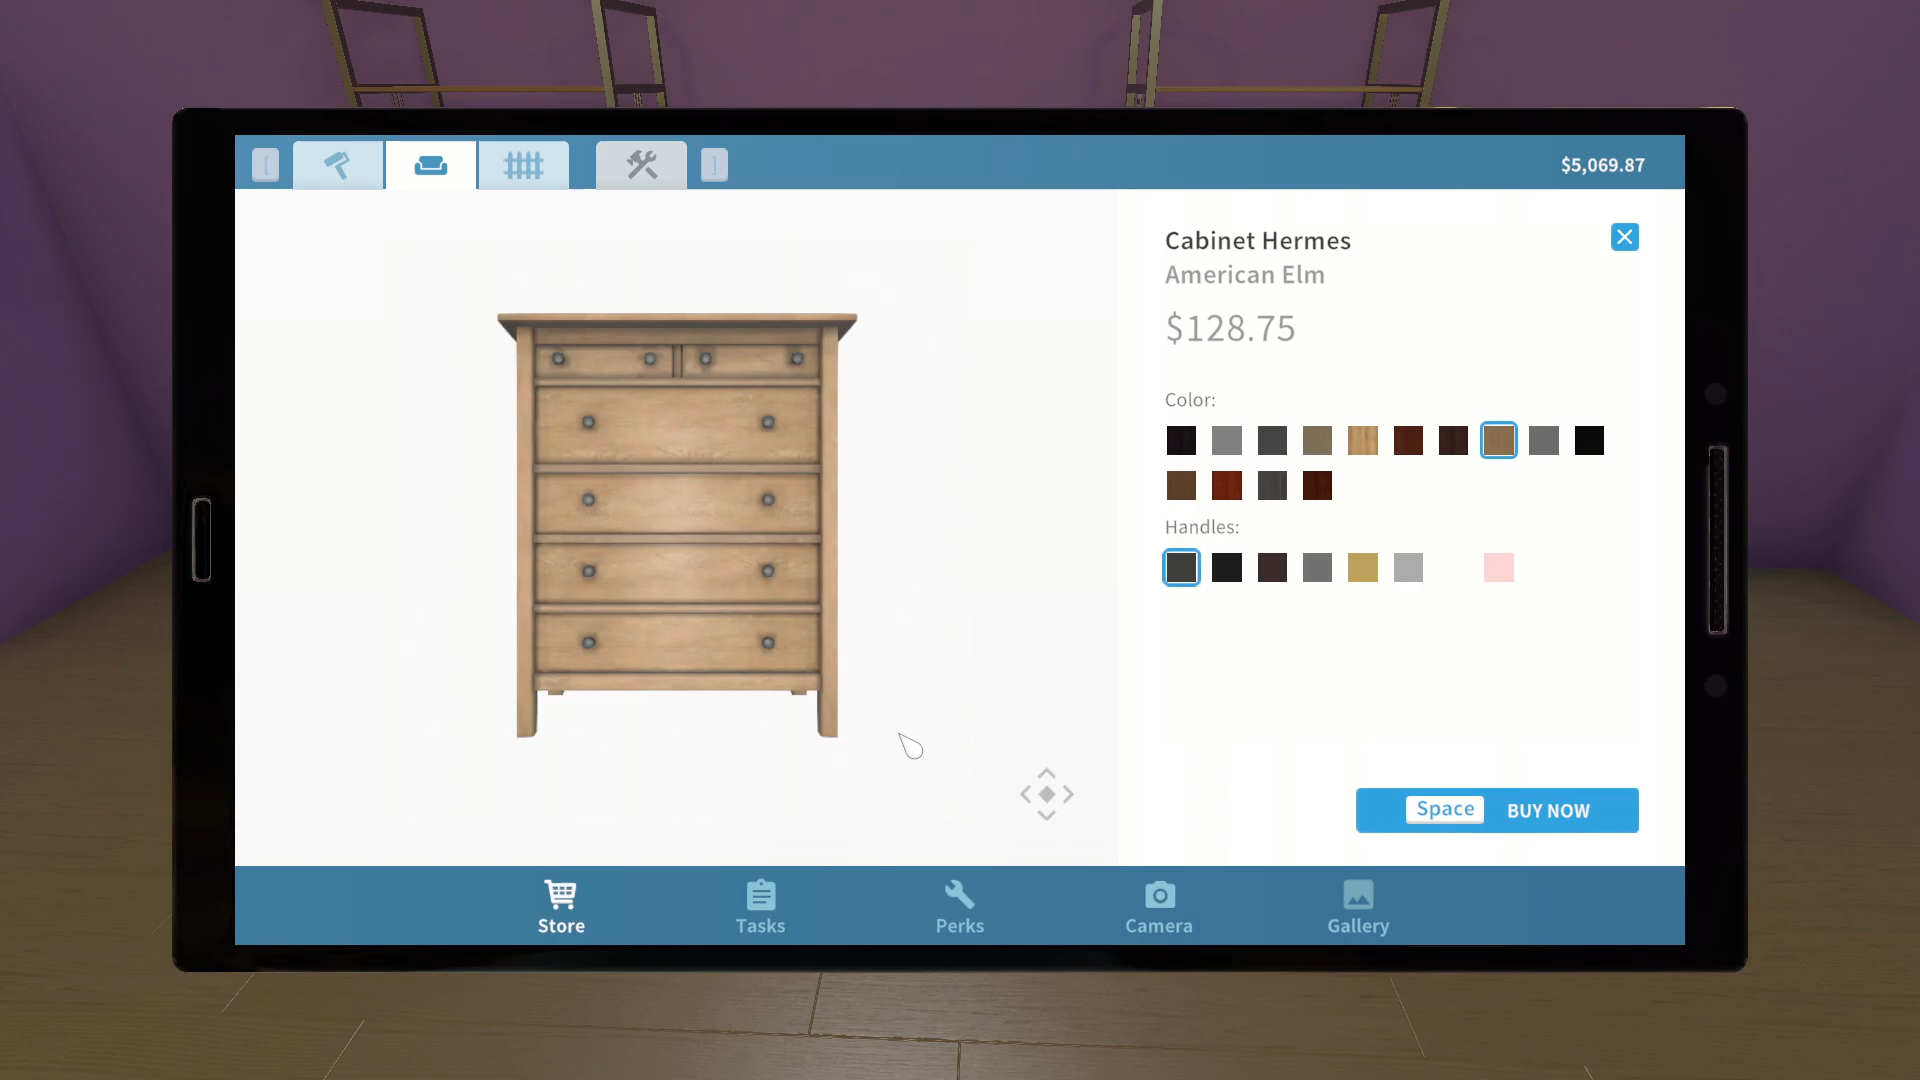 [
]
$5,069.87
Cabinet Hermes
American Elm
$128.75
Color:
Handles:
Space BUY NOW
Store
Tasks
Perks
Camera
Gallery